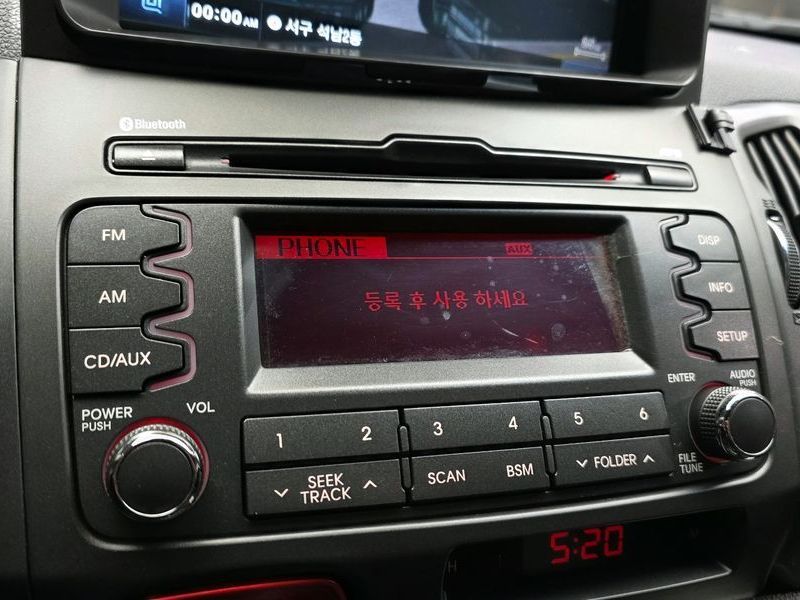 00:00AM 서구 석남2동
Bluetooth
FM
AM
CD/AUX
POWER
PUSH
VOL
PHONE AUX
등록 후 사용 하세요
DISP
INFO
SETUP
ENTER
AUDIO
PUSH
FILE
TUNE
1 2 3 4 5 6
SEEK
TRACK
SCAN BSM
FOLDER
H
5:20
M